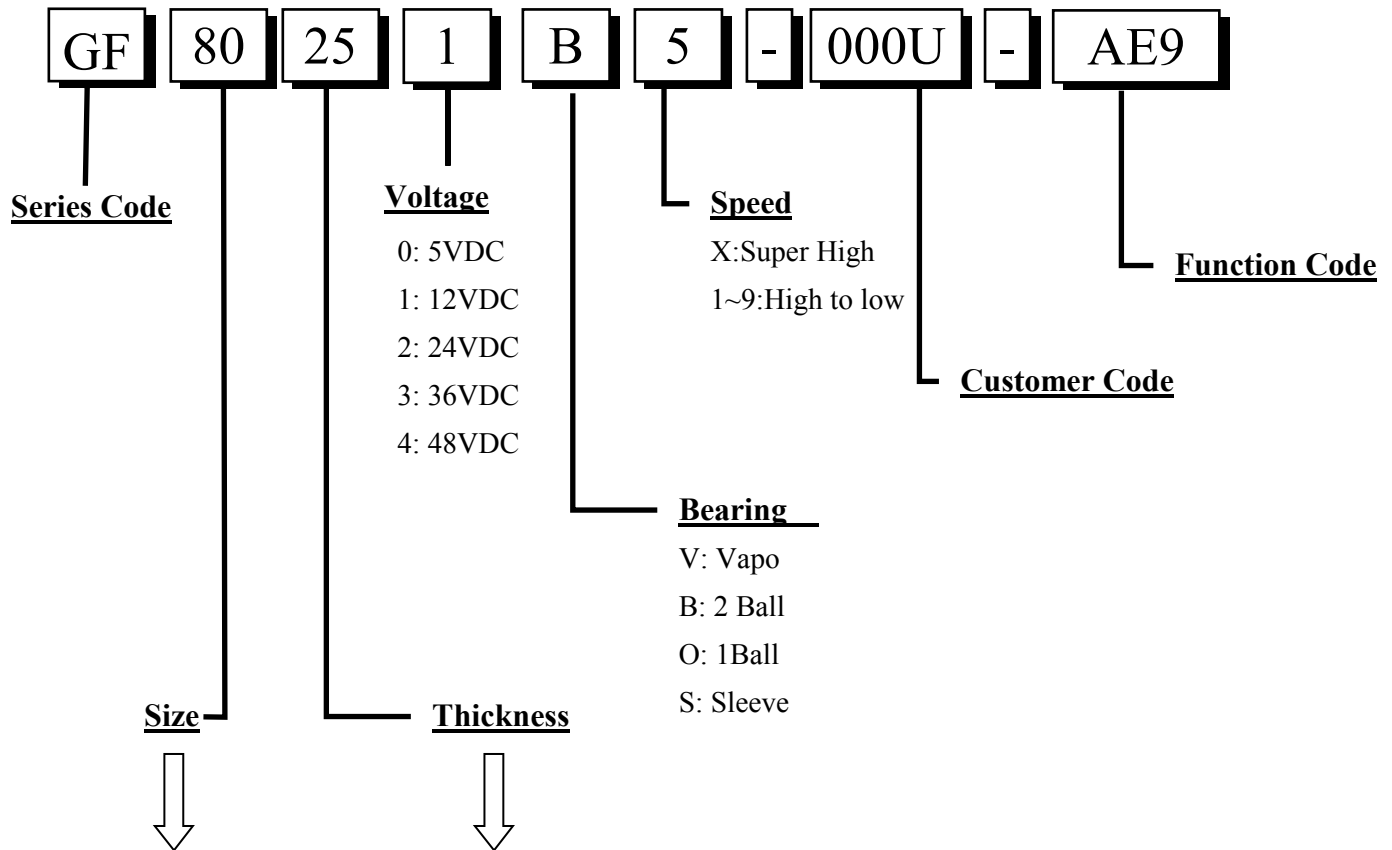 GF 80 25 1 B 5 - 000U - AE9
Series Code
Voltage
0: 5VDC
1: 12VDC
2: 24VDC
3: 36VDC
4: 48VDC
Speed
X:Super High
1~9:High to low
Function Code
Customer Code
Bearing
V: Vapo
B: 2 Ball
O: 1Ball
S: Sleeve
Size
Thickness